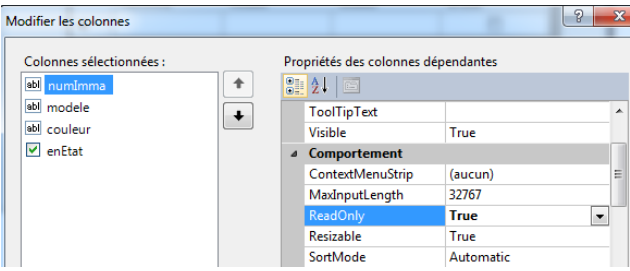 Modifier les colonnes
Colonnes sélectionnées :
abl numImma
abl modele
abl couleur
enEtat
Propriétés des colonnes dépendantes
A
Z
ToolTipText
Visible True
Comportement
ContextMenuStrip (aucun)
MaxInputLength 32767
ReadOnly True
Resizable True
SortMode Automatic